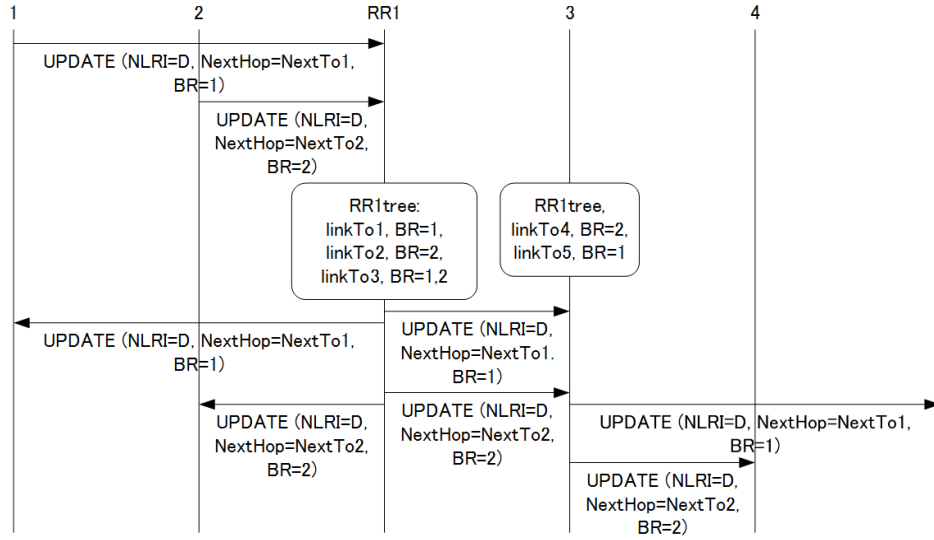 1
2
RR1
3
4
UPDATE (NLRI=D, NextHop=NextTo1,
BR=1)
UPDATE (NLRI=D,
NextHop=NextTo2,
BR=2)
RR1tree:
linkTo1, BR=1,
linkTo2, BR=2,
linkTo3, BR=1,2
RR1tree,
linkTo4, BR=2,
linkTo5, BR=1
UPDATE (NLRI=D, NextHop=NextTo1,
BR=1)
UPDATE (NLRI=D,
NextHop=NextTo1.
BR=1)
UPDATE (NLRI=D,
NextHop=NextTo2,
BR=2)
UPDATE (NLRI=D,
NextHop=NextTo2,
BR=2)
UPDATE (NLRI=D, NextHop=NextTo1,
BR=1)
UPDATE (NLRI=D,
NextHop=NextTo2,
BR=2)